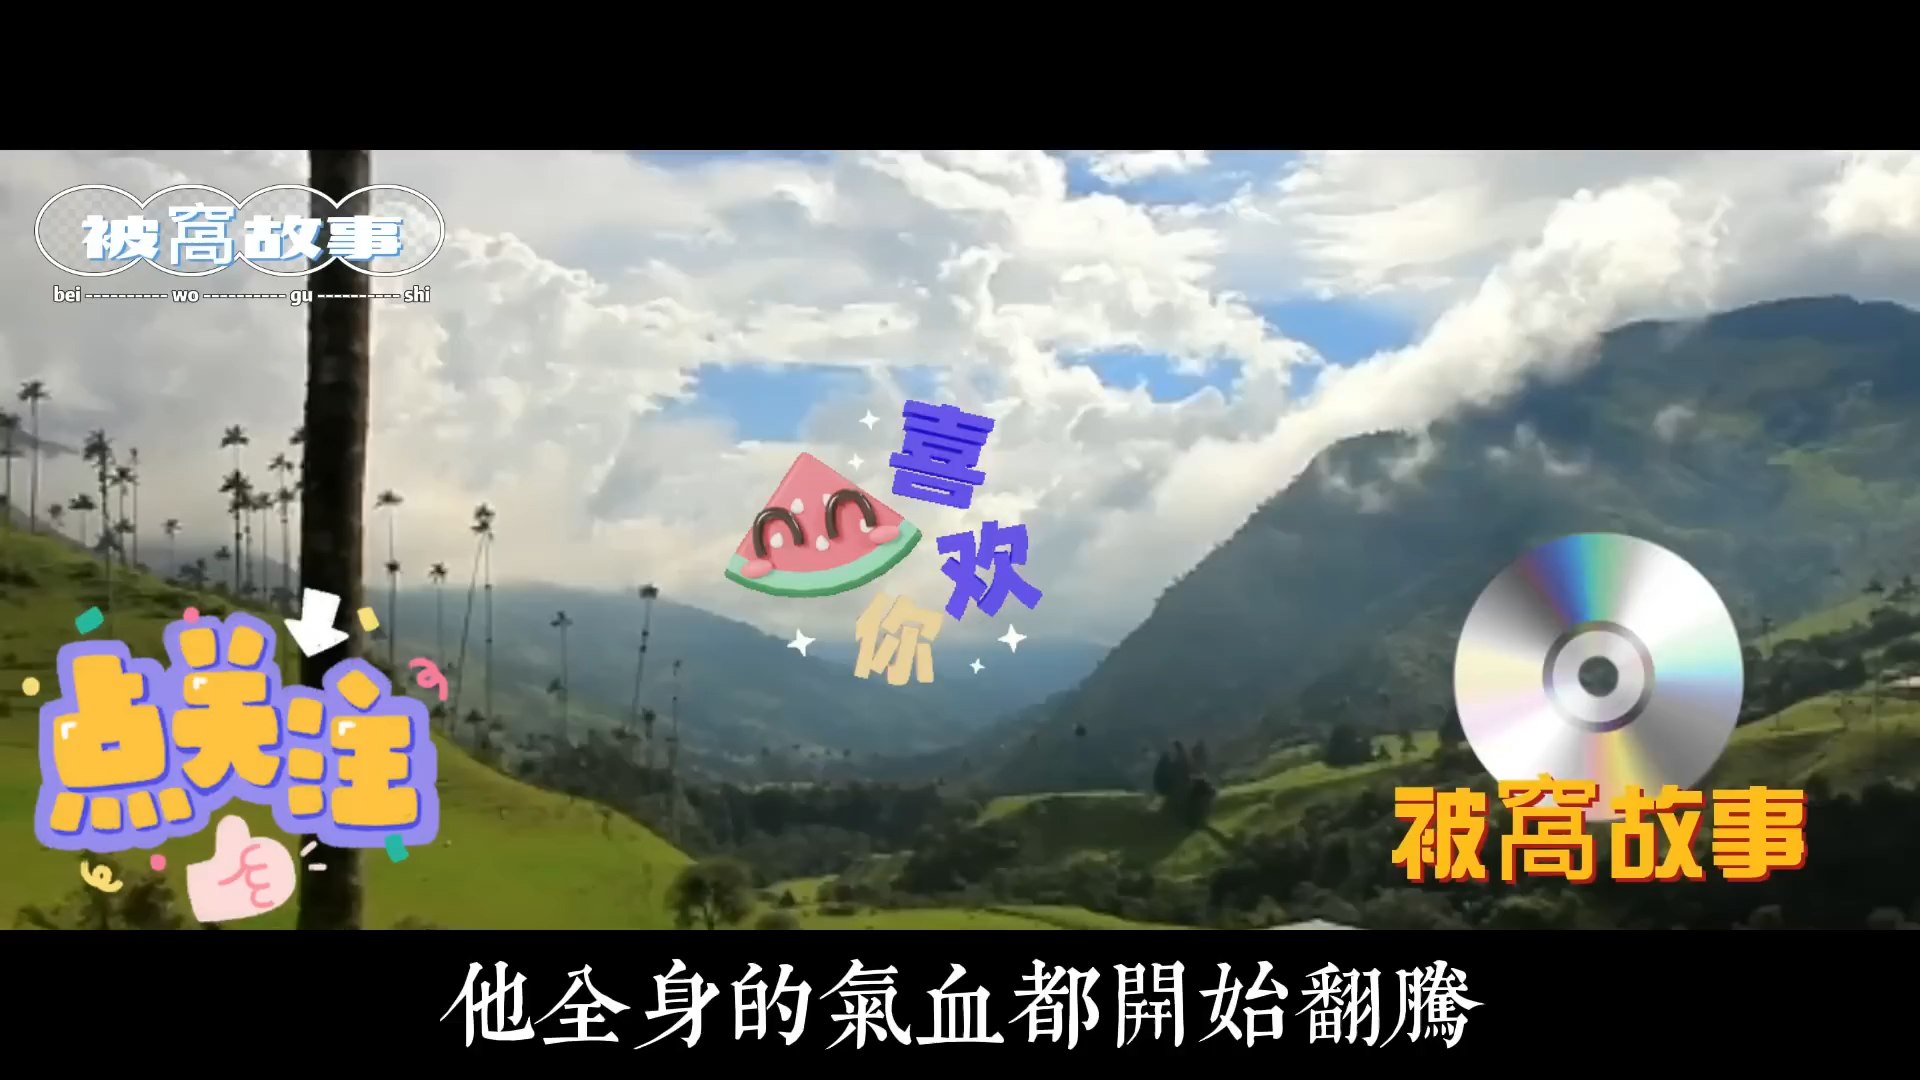 被窩故事
bei ---------- wo ---------- gu ---------- shi
喜
欢
你
点关注
被窩故事
他全身的氣血都開始翻騰